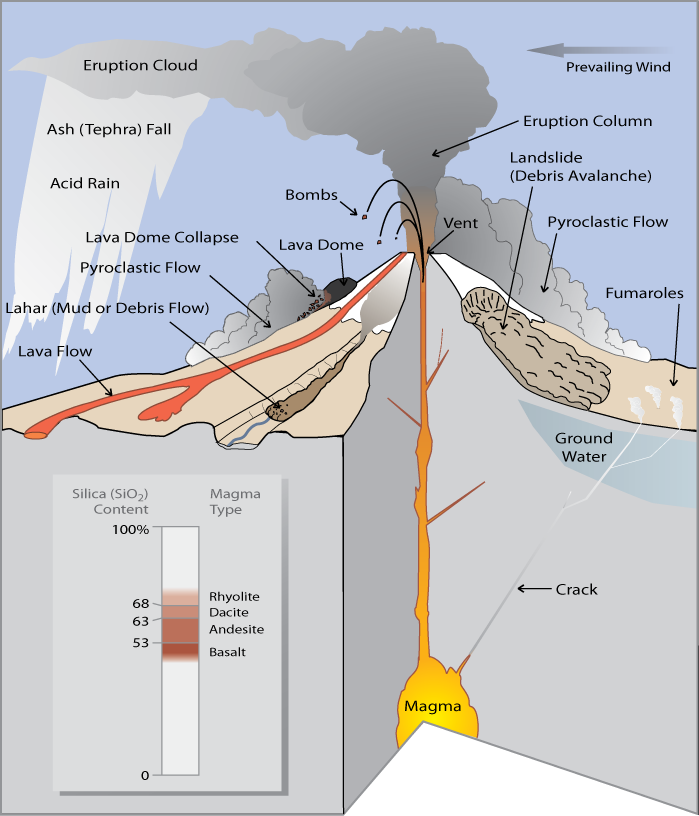 Eruption Cloud
Prevailing Wind
Ash (Tephra) Fall
Eruption Column
Landslide
(Debris Avalanche)
Acid Rain
Bombs
Vent
Pyroclastic Flow
Lava Dome Collapse
Lava Dome
Pyroclastic Flow
Fumaroles
Lahar (Mud or Debris Flow)
Lava Flow
Ground
Water
Silica (SiO₂)
Content
Magma
Type
100%
Rhyolite
68
Dacite
63
Andesite
53
Basalt
0
Crack
Magma